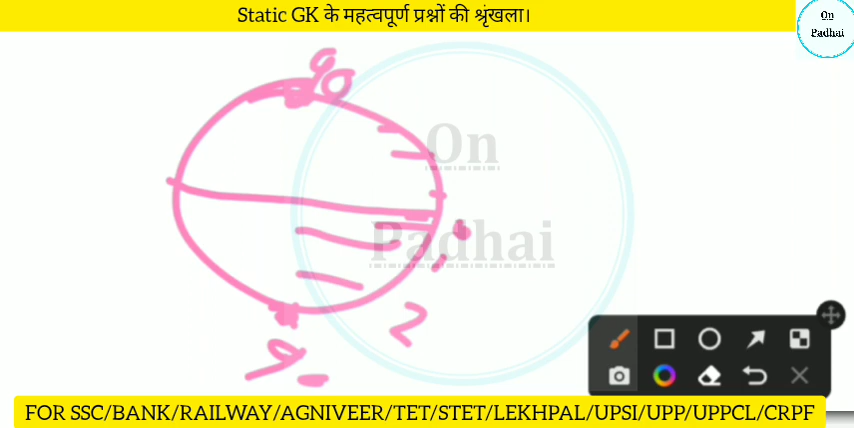 Static GK के महत्वपूर्ण प्रश्नों की श्रृंखला।
On
Padhai
90
On
Padhai
FOR SSC/BANK/RAILWAY/AGNIVEER/TET/STET/LEKHPAL/UPSI/UPP/UPPCL/CRPF